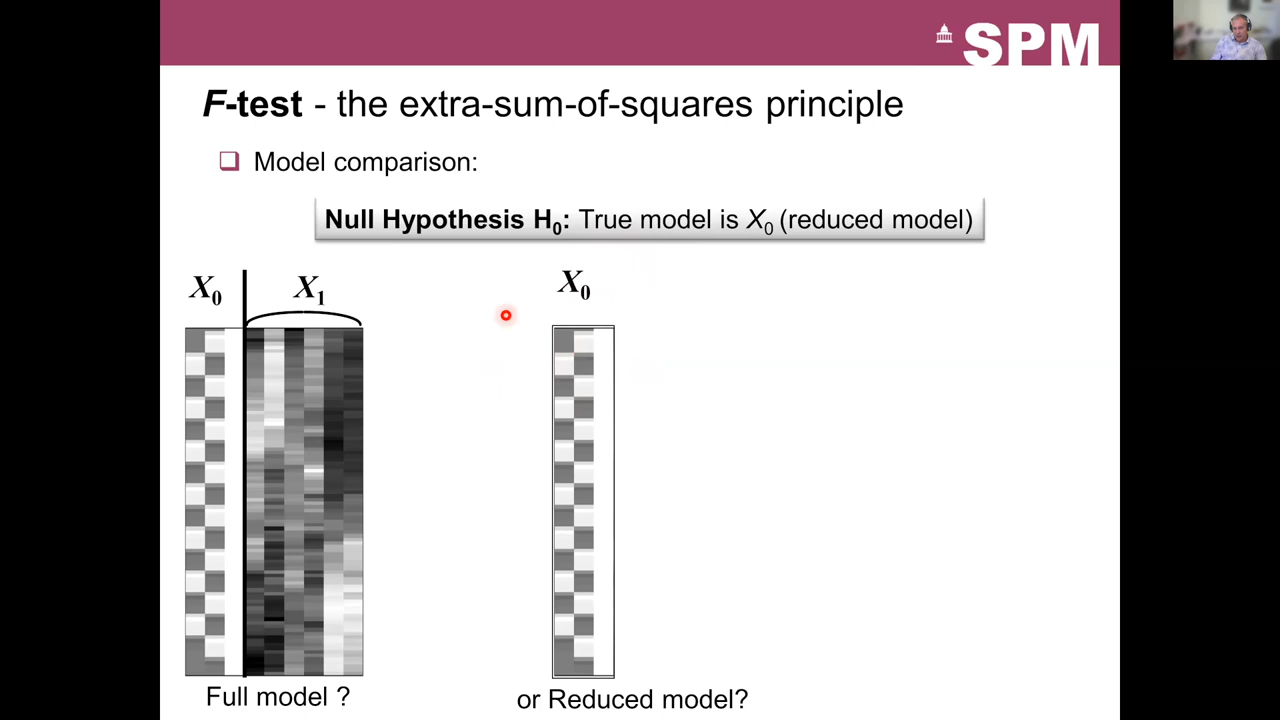 SPM
F-test - the extra-sum-of-squares principle
Model comparison:
Null Hypothesis H₀: True model is X₀ (reduced model)
X₀ X₁
X₀
Full model ?
or Reduced model?